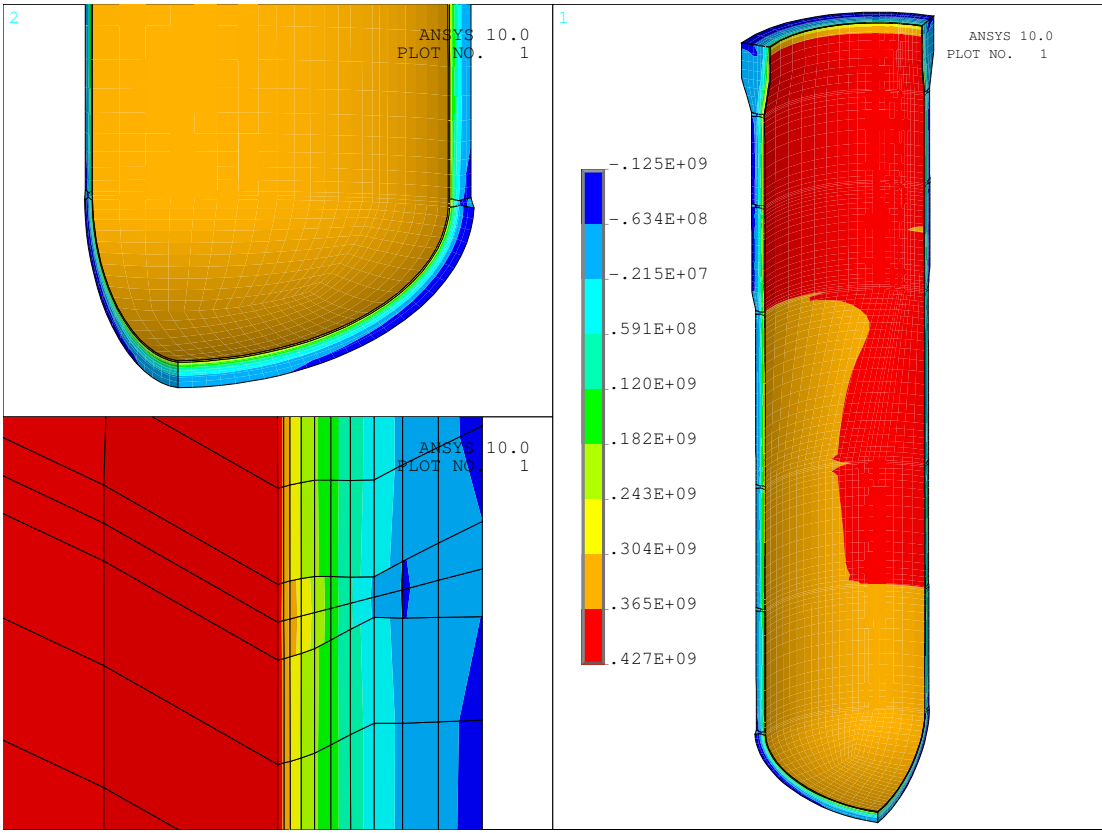 2
ANSYS 10.0
PLOT NO. 1
ANSYS 10.0
PLOT NO. 1
1
ANSYS 10.0
PLOT NO. 1
-.125E+09
-.634E+08
-.215E+07
.591E+08
.120E+09
.182E+09
.243E+09
.304E+09
.365E+09
.427E+09